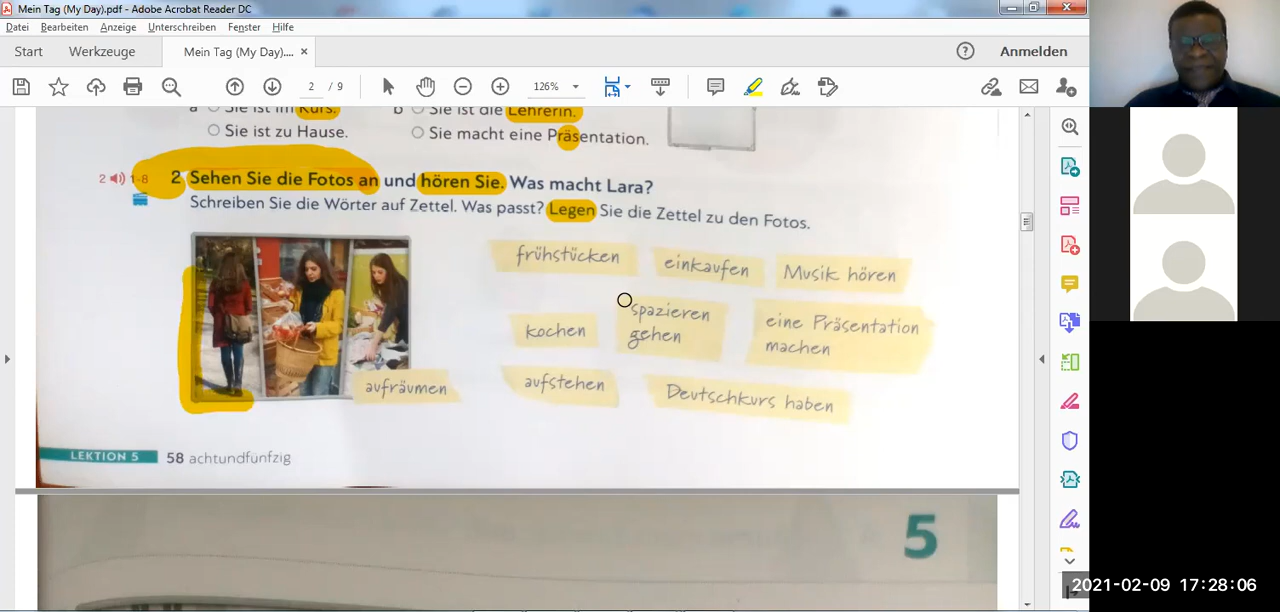 Mein Tag (My Day).pdf - Adobe Acrobat Reader DC
Datei Bearbeiten Anzeige Unterschreiben Fenster Hilfe
Start Werkzeuge Mein Tag (My Day).... × Anmelden
2 / 9 126%
a Sie ist im Kurs. b Sie ist die Lehrerin.
Sie ist zu Hause. Sie macht eine Präsentation.
2 1-8 2 Sehen Sie die Fotos an und hören Sie. Was macht Lara?
Schreiben Sie die Wörter auf Zettel. Was passt? Legen Sie die Zettel zu den Fotos.
frühstücken einkaufen Musik hören
kochen spazieren gehen eine Präsentation machen
aufräumen aufstehen Deutschkurs haben
LEKTION 5 58 achtundfünfzig
5
2021-02-09 17:28:06